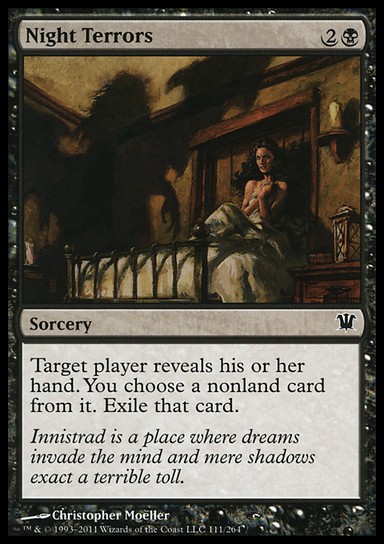 Night Terrors 2
Sorcery
Target player reveals his or her
hand. You choose a nonland card
from it. Exile that card.
Innistrad is a place where dreams
invade the mind and mere shadows
exact a terrible toll.
Christopher Moeller
™ & © 1993–2011 Wizards of the Coast LLC 111/264